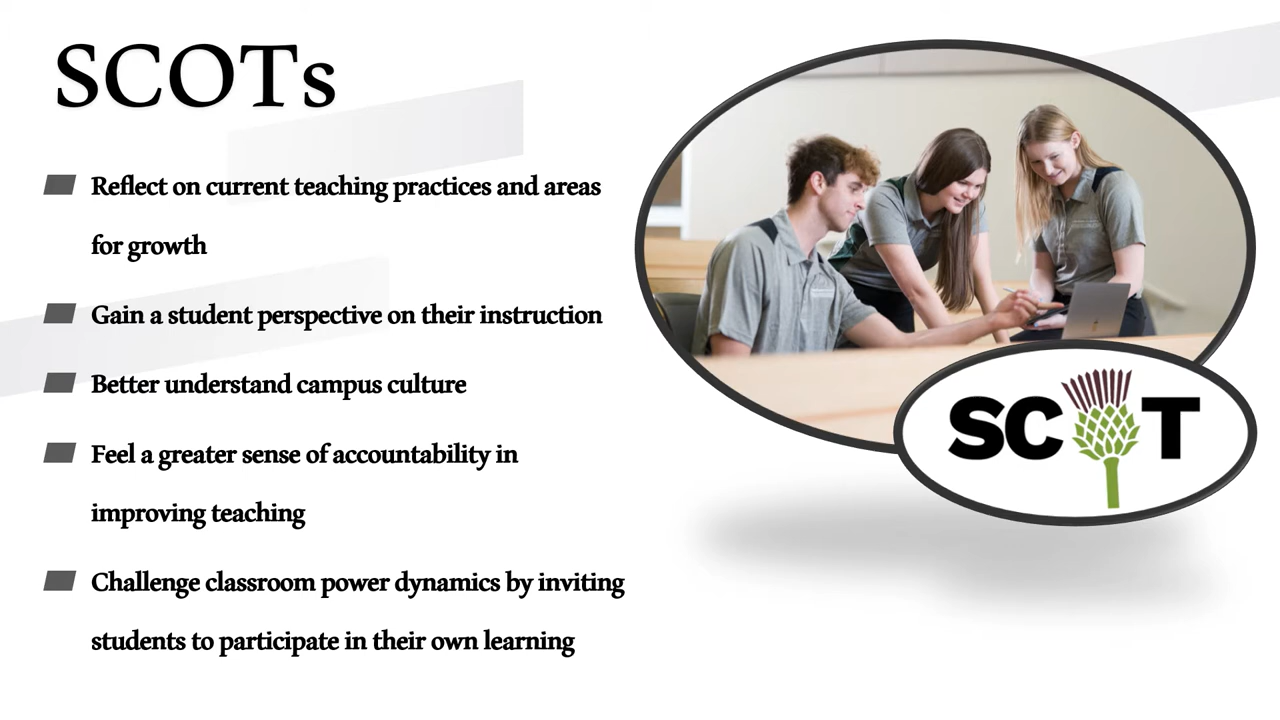 SCOTs
Reflect on current teaching practices and areas
for growth
Gain a student perspective on their instruction
Better understand campus culture
Feel a greater sense of accountability in
improving teaching
Challenge classroom power dynamics by inviting
students to participate in their own learning
SCOT